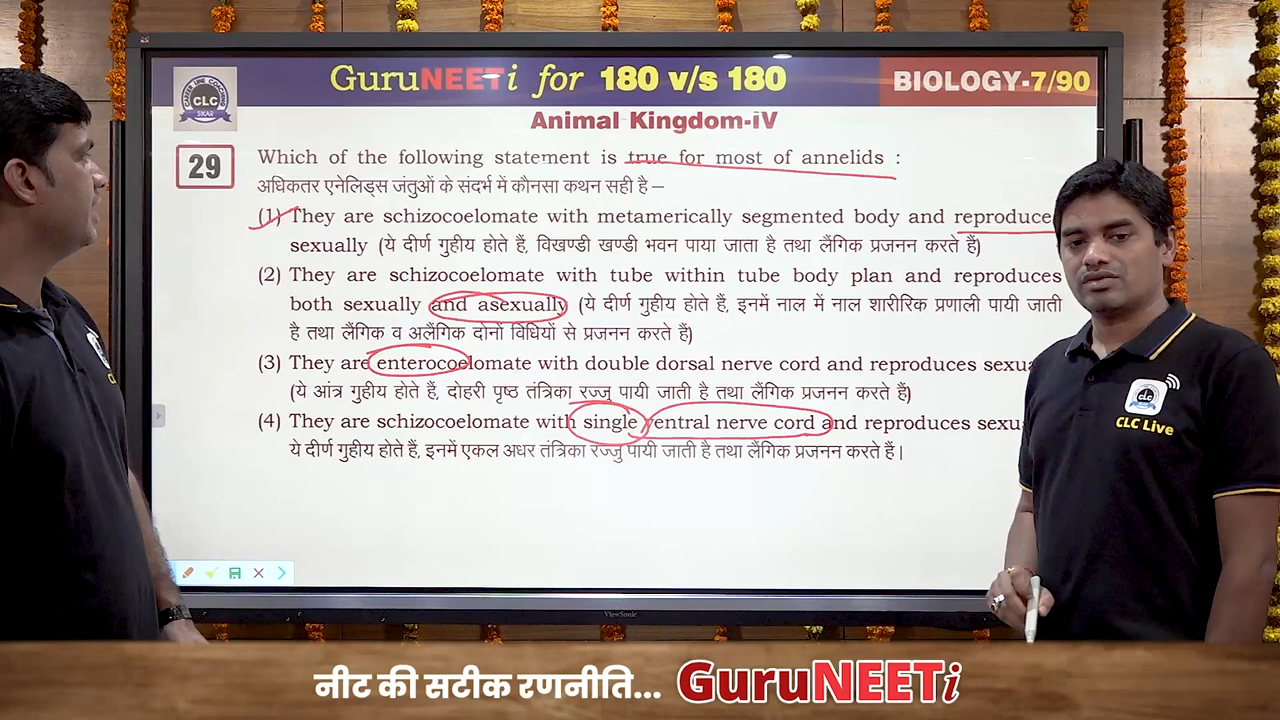 GuruNEETi for 180 v/s 180
BIOLOGY-7/90
CLC
SIKAR
Animal Kingdom-iV
29
Which of the following statement is true for most of annelids :
अधिकतर एनेलिड्स जंतुओं के संदर्भ में कौनसा कथन सही है –
(1) They are schizocoelomate with metamerically segmented body and reproduce
sexually (ये दीर्ण गुहीय होते हैं, विखण्डी खण्डी भवन पाया जाता है तथा लैंगिक प्रजनन करते हैं)
(2) They are schizocoelomate with tube within tube body plan and reproduces
both sexually and asexually (ये दीर्ण गुहीय होते हैं, इनमें नाल में नाल शारीरिक प्रणाली पायी जाती
है तथा लैंगिक व अलैंगिक दोनों विधियों से प्रजनन करते हैं)
(3) They are enterocoelomate with double dorsal nerve cord and reproduces
(ये आंत्र गुहीय होते हैं, दोहरी पृष्ठ तंत्रिका रज्जु पायी जाती है तथा लैंगिक प्रजनन करते हैं)
(4) They are schizocoelomate with single ventral nerve cord and reproduces
ये दीर्ण गुहीय होते हैं, इनमें एकल अधर तंत्रिका रज्जु पायी जाती है तथा लैंगिक प्रजनन करते हैं।
CLC Live
ViewSonic
नीट की सटीक रणनीति... GuruNEETi